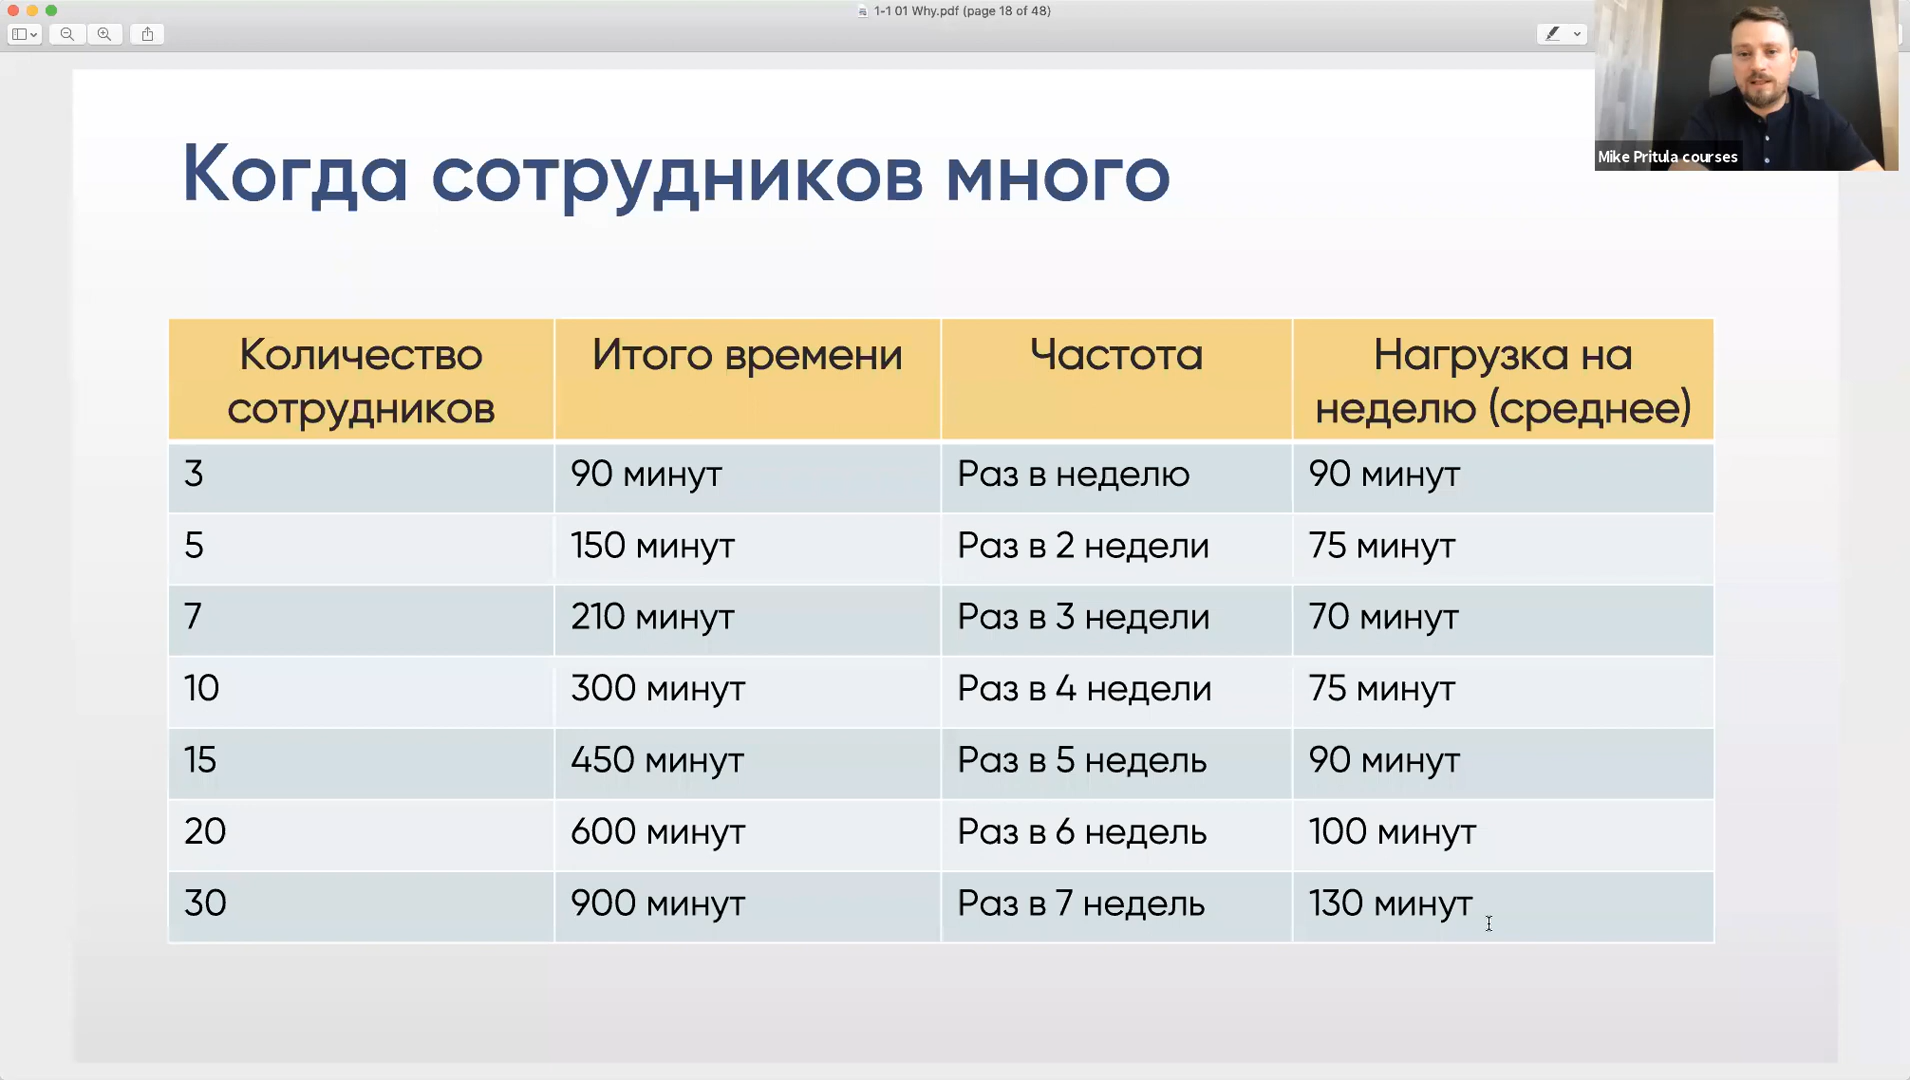 1-1 01 Why.pdf (page 18 of 48)
Mike Pritula courses
Когда сотрудников много
Количество сотрудников | Итого времени | Частота | Нагрузка на неделю (среднее)
3 | 90 минут | Раз в неделю | 90 минут
5 | 150 минут | Раз в 2 недели | 75 минут
7 | 210 минут | Раз в 3 недели | 70 минут
10 | 300 минут | Раз в 4 недели | 75 минут
15 | 450 минут | Раз в 5 недель | 90 минут
20 | 600 минут | Раз в 6 недель | 100 минут
30 | 900 минут | Раз в 7 недель | 130 минут